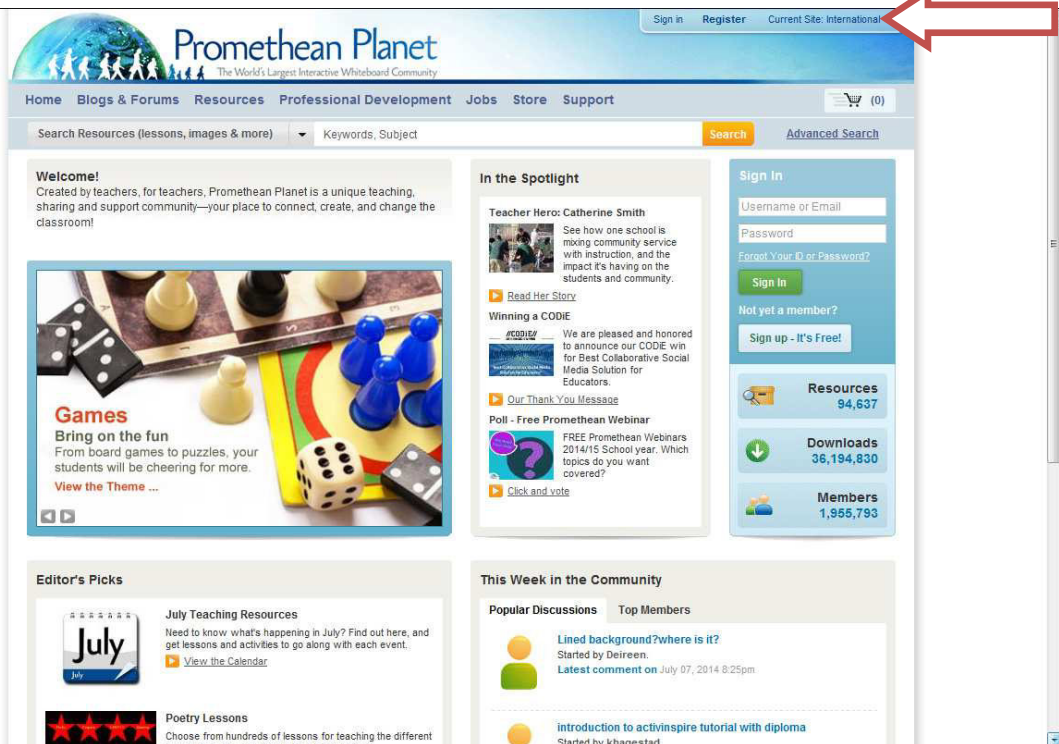 Sign in Register Current Site: International
Promethean Planet
The World's Largest Interactive Whiteboard Community
Home Blogs & Forums Resources Professional Development Jobs Store Support
(0)
Search Resources (lessons, images & more) Keywords, Subject Search Advanced Search
Welcome!
Created by teachers, for teachers, Promethean Planet is a unique teaching,
sharing and support community—your place to connect, create, and change the
classroom!
Games
Bring on the fun
From board games to puzzles, your
students will be cheering for more.
View the Theme ...
In the Spotlight
Teacher Hero: Catherine Smith
See how one school is
mixing community service
with instruction, and the
impact it's having on the
students and community.
Read Her Story
Winning a CODiE
//CODiE//
We are pleased and honored
to announce our CODiE win
for Best Collaborative Social
Media Solution for
Educators.
Our Thank You Message
Poll - Free Promethean Webinar
FREE Promethean Webinars
2014/15 School year. Which
topics do you want
covered?
Click and vote
Sign In
Username or Email
Password
Forgot Your ID or Password?
Sign In
Not yet a member?
Sign up - It's Free!
Resources
94,637
Downloads
36,194,830
Members
1,955,793
Editor's Picks
July
July
July Teaching Resources
Need to know what's happening in July? Find out here, and
get lessons and activities to go along with each event.
View the Calendar
Poetry Lessons
Choose from hundreds of lessons for teaching the different
This Week in the Community
Popular Discussions Top Members
Lined background?where is it?
Started by Deireen.
Latest comment on July 07, 2014 8:25pm
introduction to activinspire tutorial with diploma
Started by khagestad